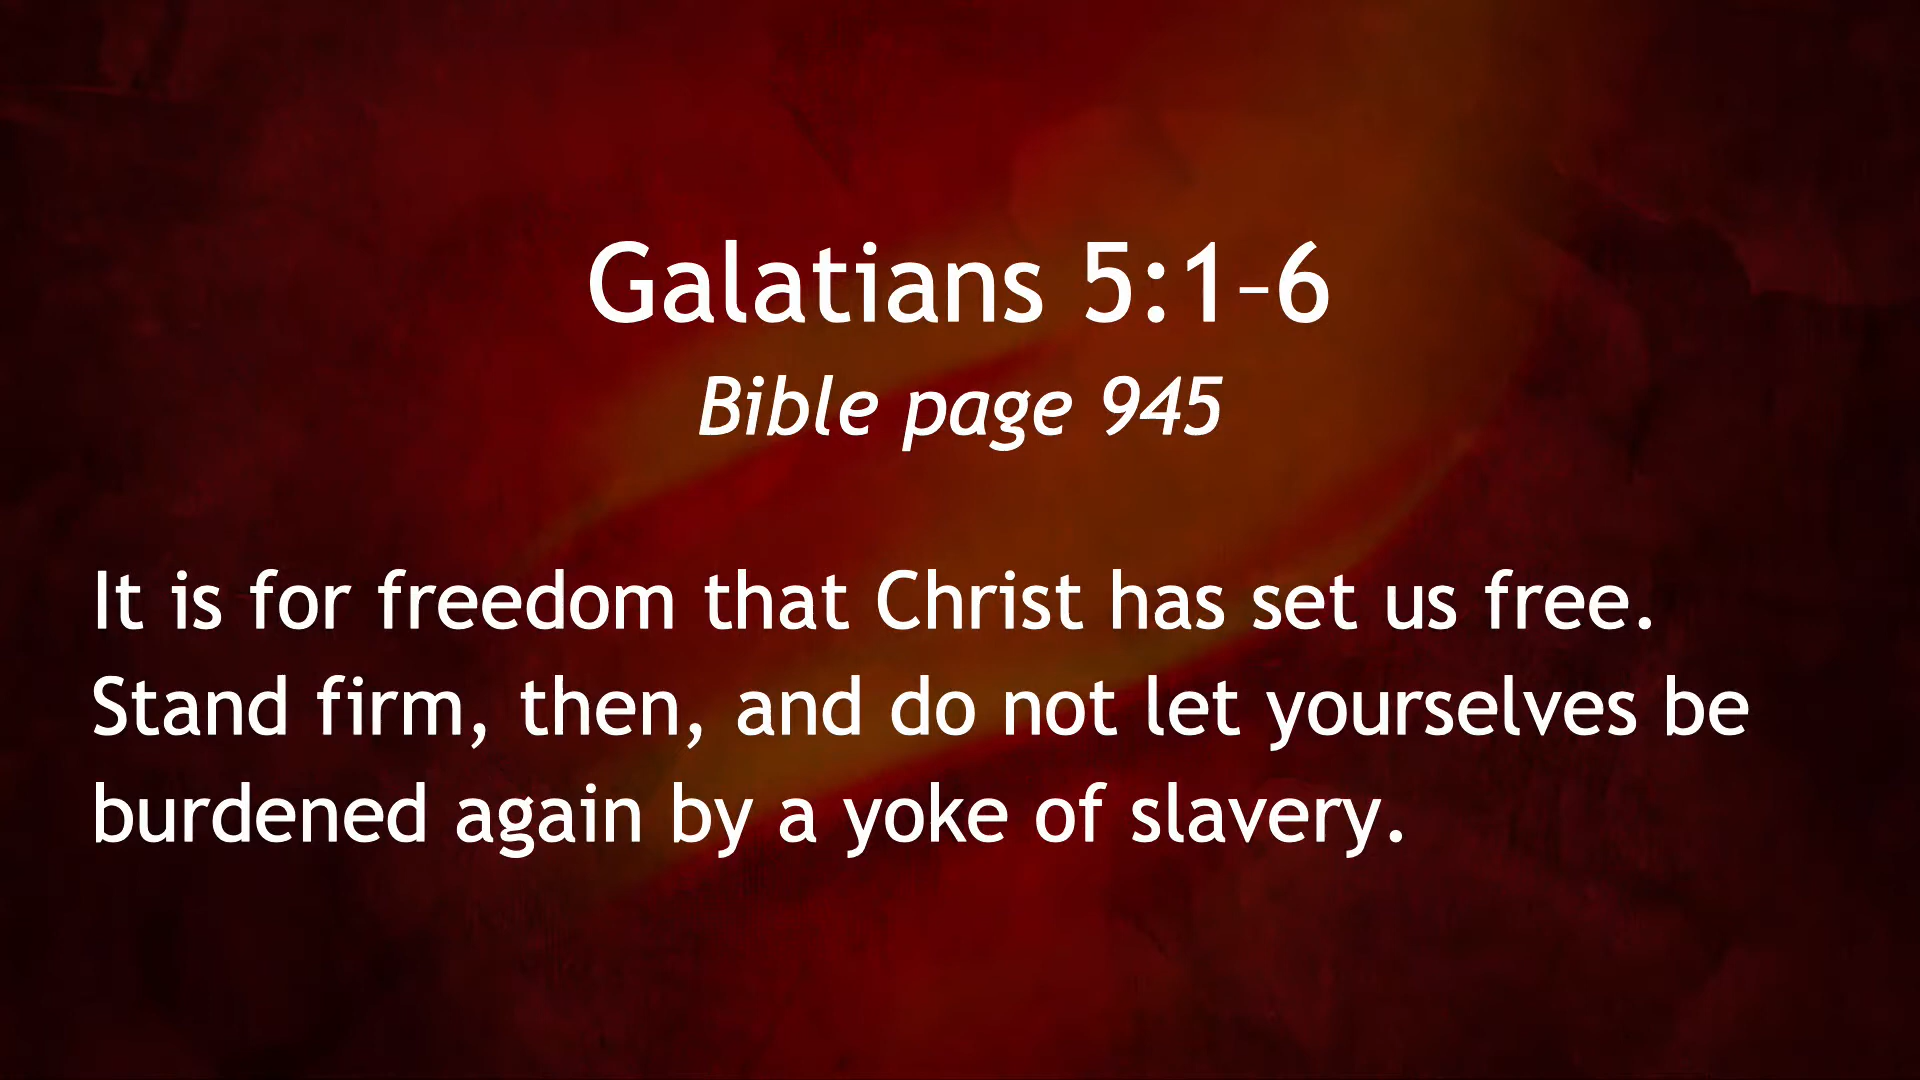 Galatians 5:1–6
Bible page 945
It is for freedom that Christ has set us free.
Stand firm, then, and do not let yourselves be
burdened again by a yoke of slavery.